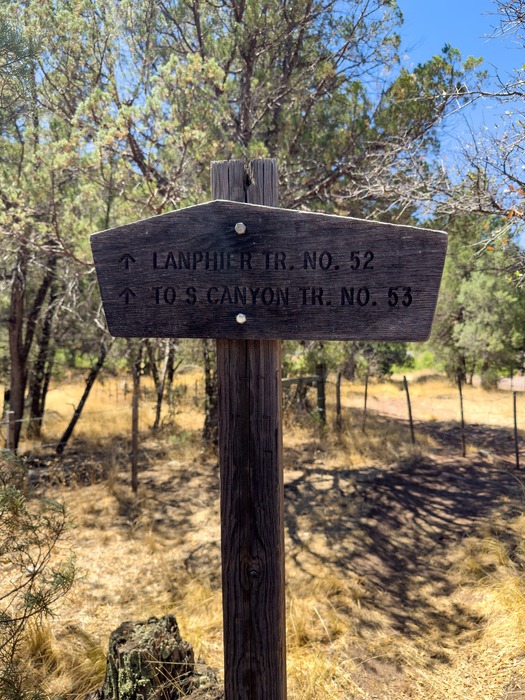 ↑ LANPHIER TR. NO. 52
↑ TO S CANYON TR. NO. 53